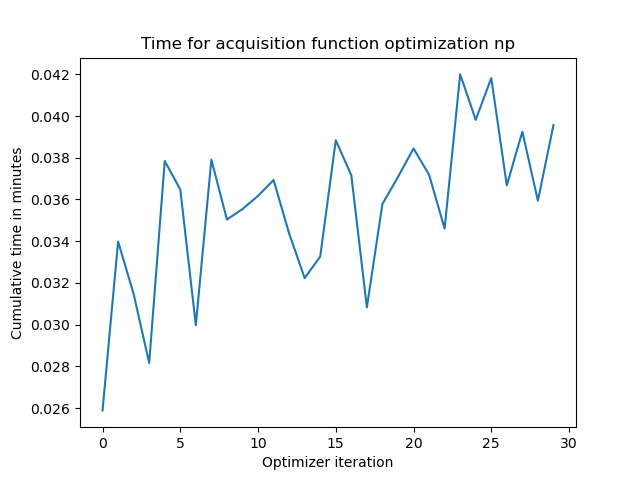 Time for acquisition function optimization np
Cumulative time in minutes
0.042
0.040
0.038
0.036
0.034
0.032
0.030
0.028
0.026
0 5 10 15 20 25 30
Optimizer iteration